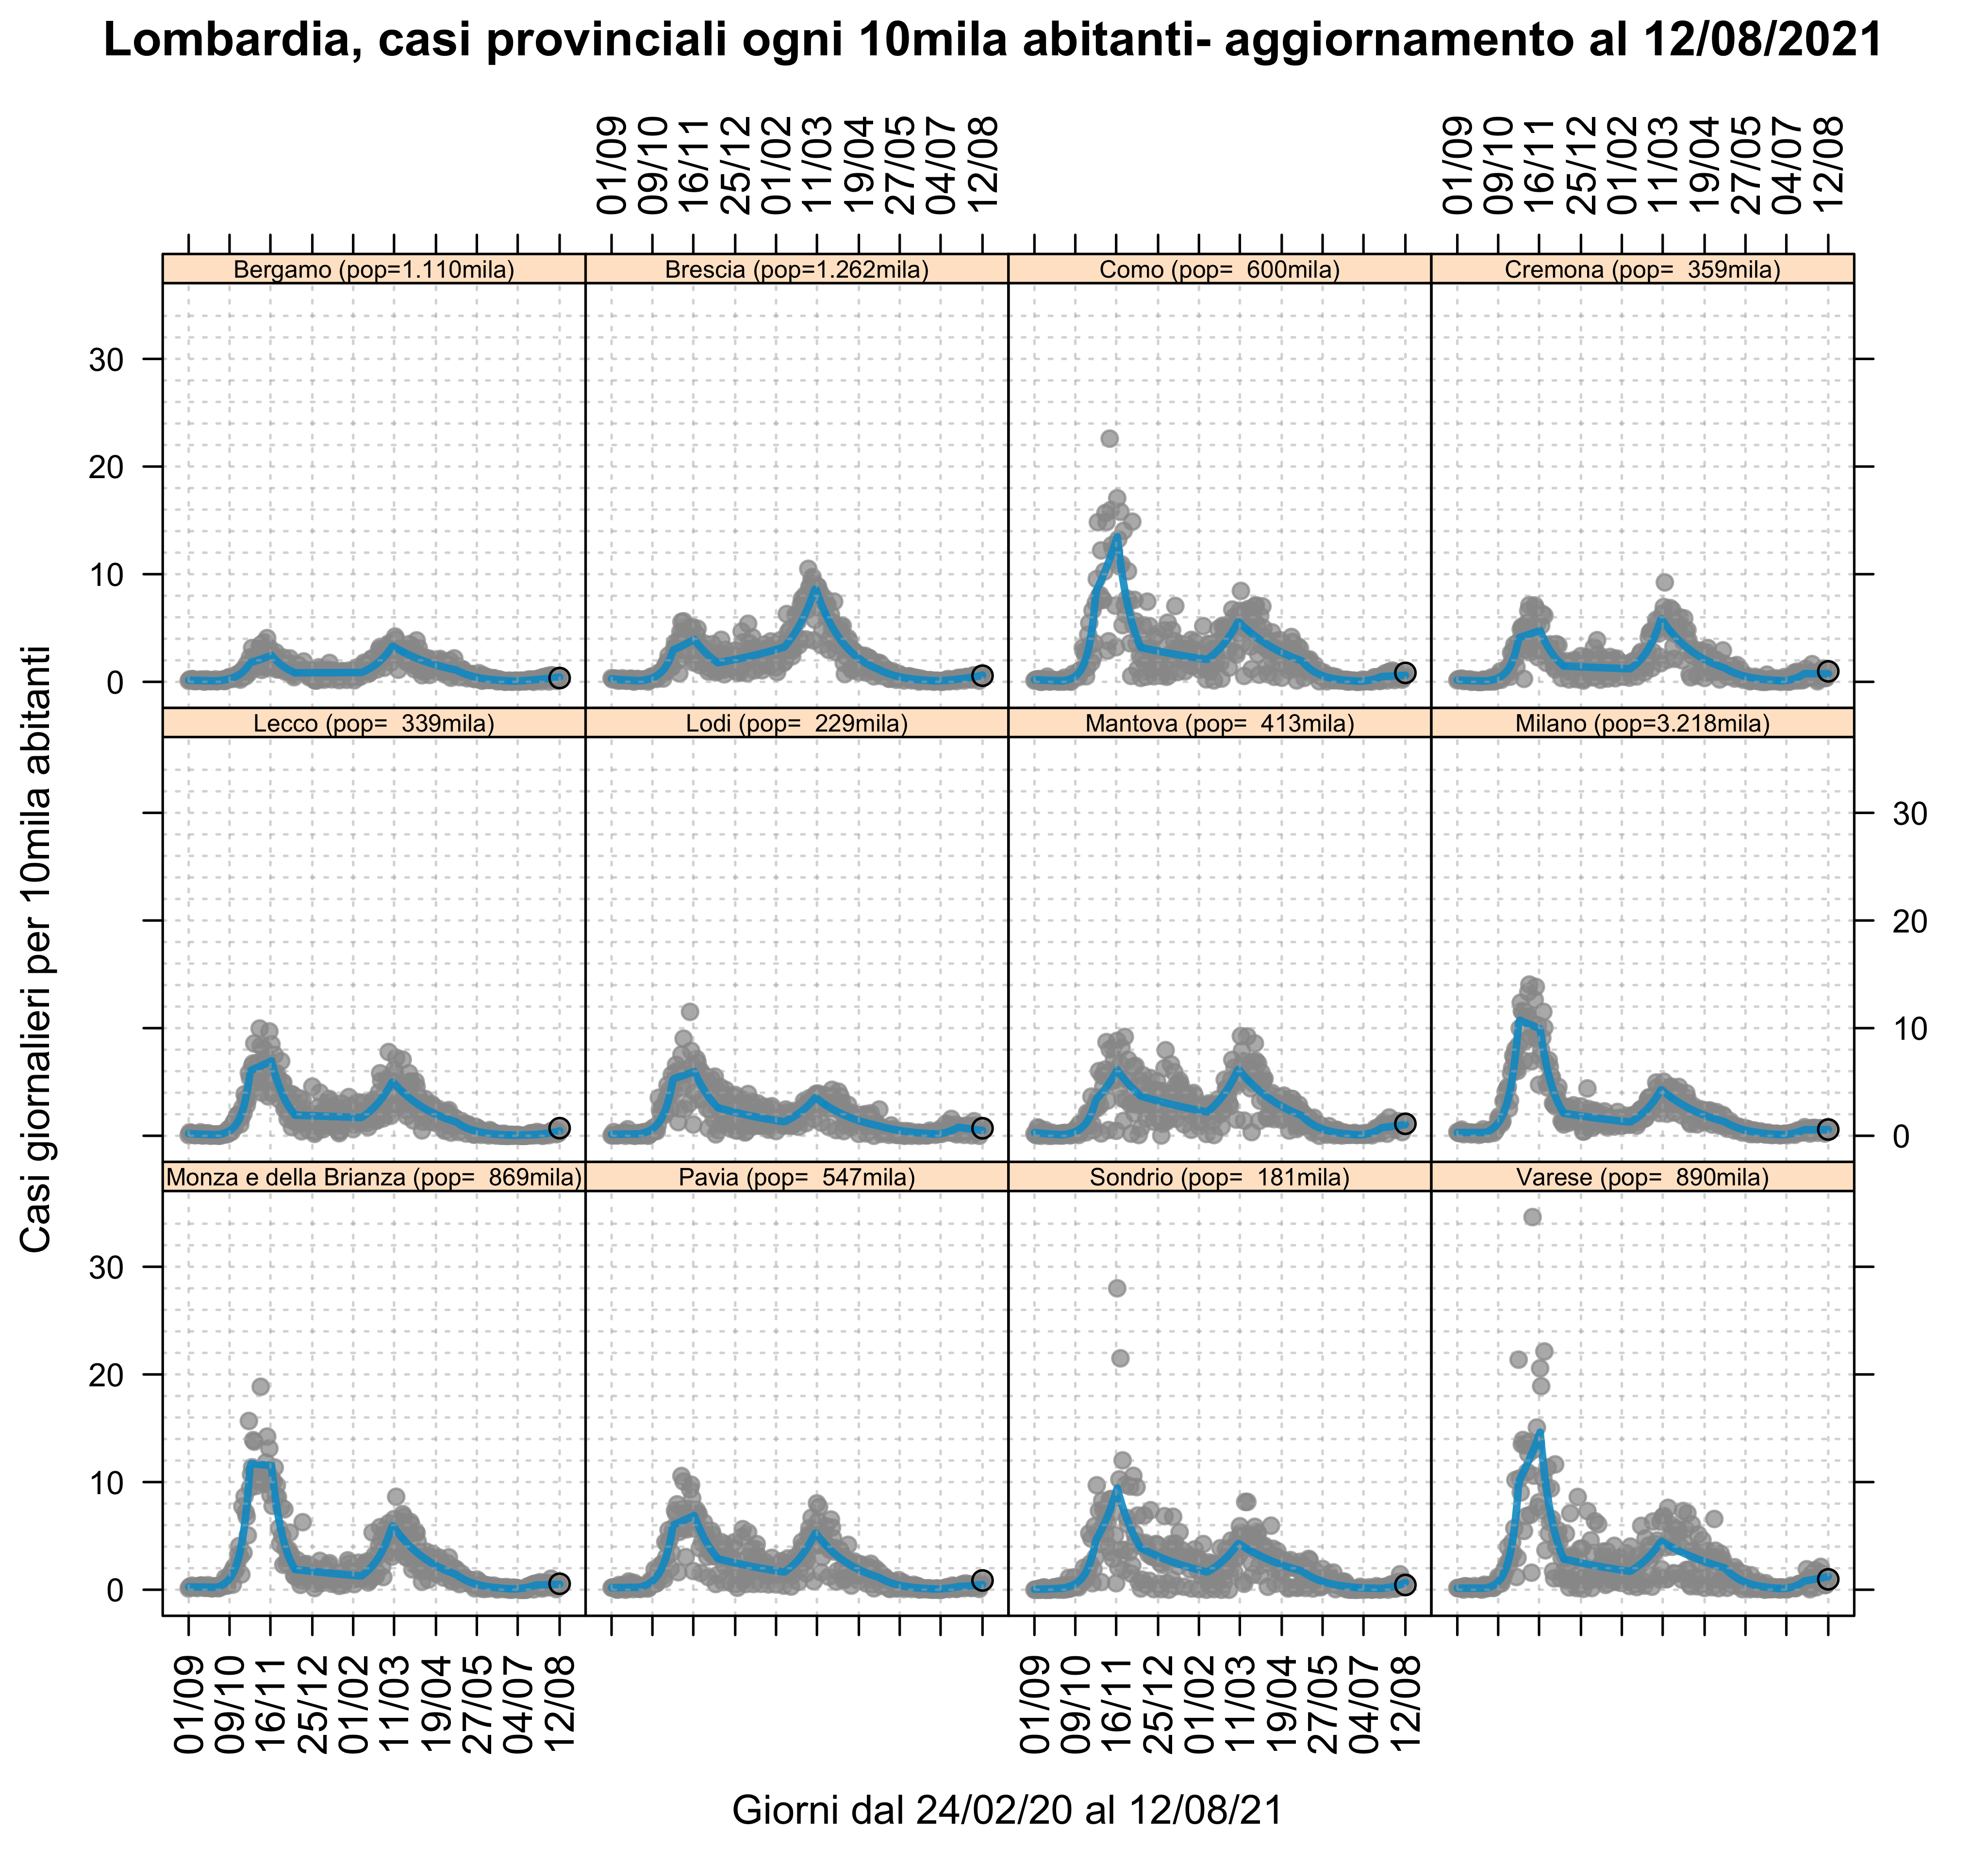 Lombardia, casi provinciali ogni 10mila abitanti- aggiornamento al 12/08/2021
01/09 09/10 16/11 25/12 01/02 11/03 19/04 27/05 04/07 12/08
01/09 09/10 16/11 25/12 01/02 11/03 19/04 27/05 04/07 12/08
Bergamo (pop=1.110mila)
Brescia (pop=1.262mila)
Como (pop=  600mila)
Cremona (pop=  359mila)
30
20
10
0
Lecco (pop=  339mila)
Lodi (pop=  229mila)
Mantova (pop=  413mila)
Milano (pop=3.218mila)
30
20
10
0
Monza e della Brianza (pop=  869mila)
Pavia (pop=  547mila)
Sondrio (pop=  181mila)
Varese (pop=  890mila)
30
20
10
0
Casi giornalieri per 10mila abitanti
01/09 09/10 16/11 25/12 01/02 11/03 19/04 27/05 04/07 12/08
01/09 09/10 16/11 25/12 01/02 11/03 19/04 27/05 04/07 12/08
Giorni dal 24/02/20 al 12/08/21